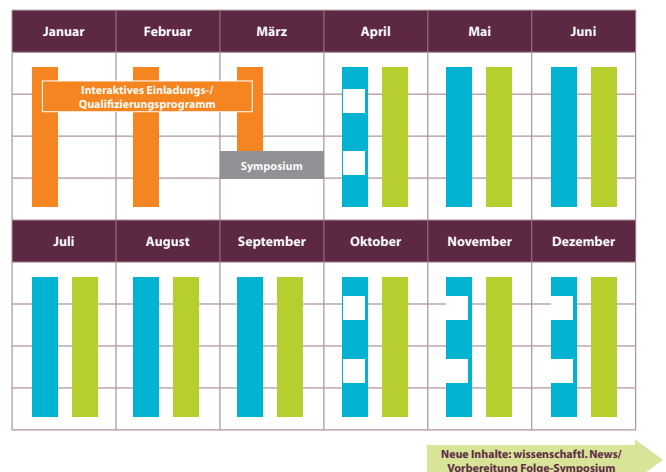 Januar Februar März April Mai Juni
Interaktives Einladungs-/
Qualifizierungsprogramm
Symposium
Juli August September Oktober November Dezember
Neue Inhalte: wissenschaftl. News/
Vorbereitung Folge-Symposium